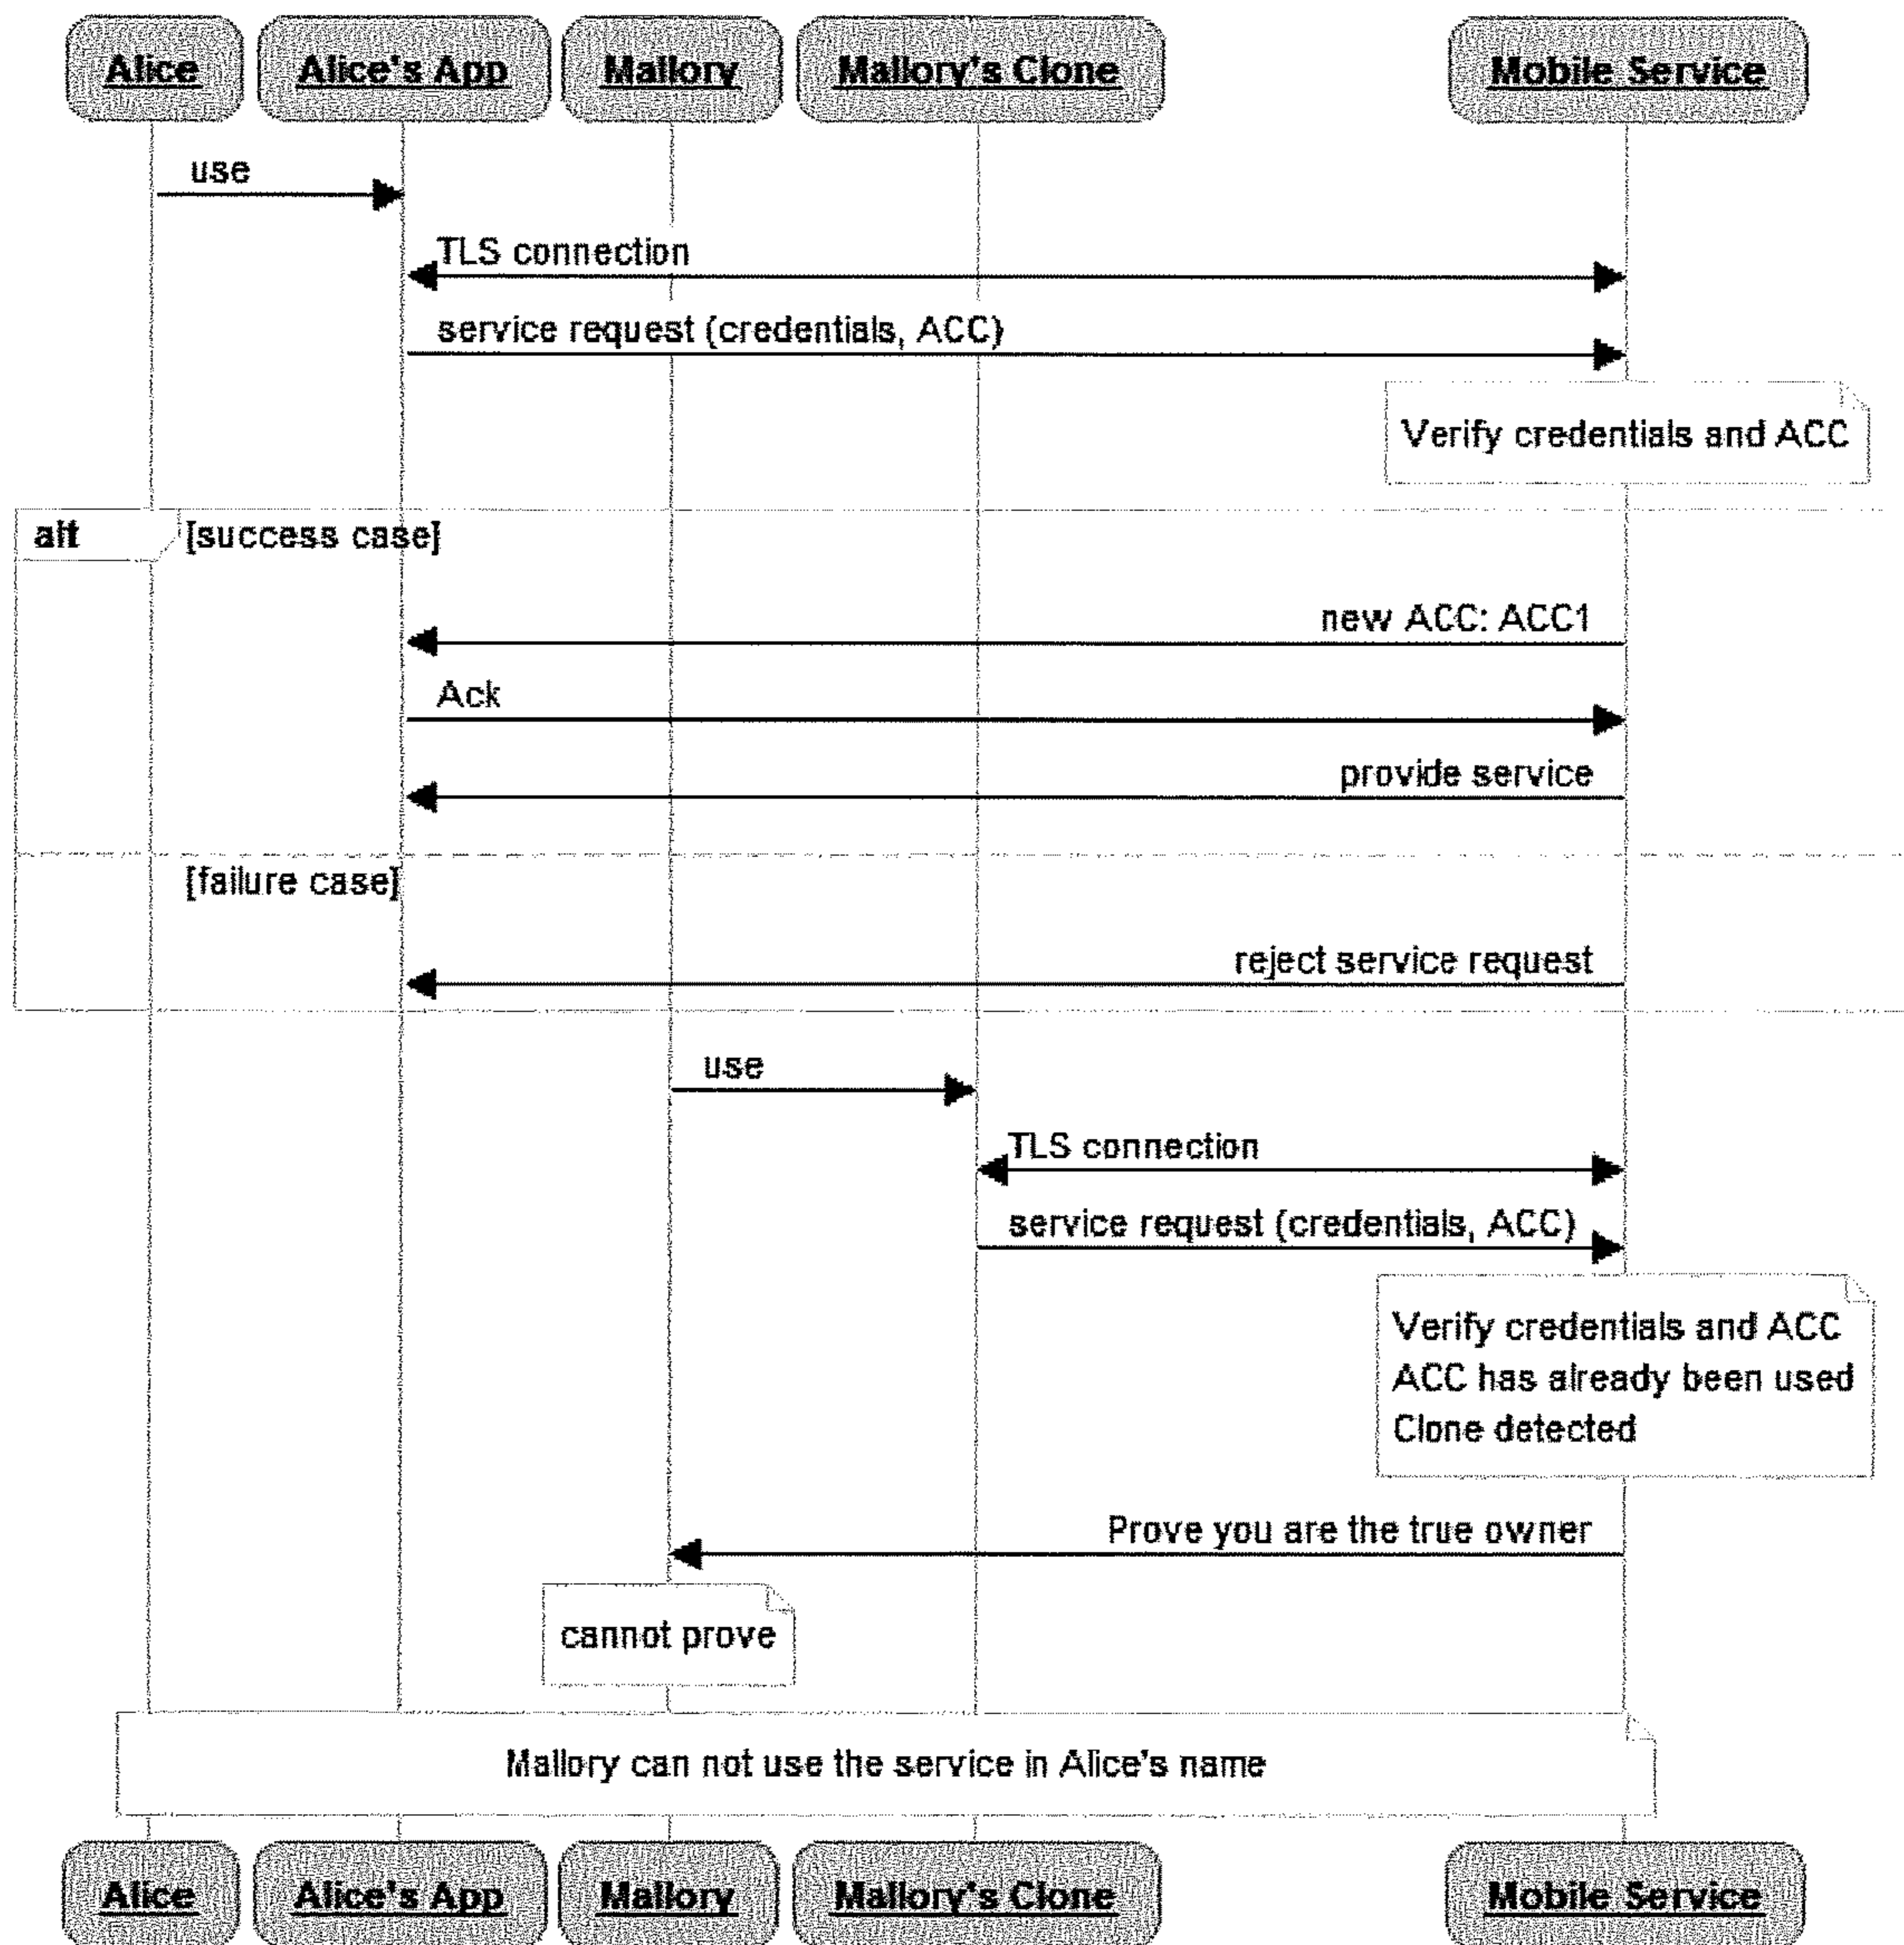 Alice
Alice's App
Mallory
Mallory's Clone
Mobile Service
use
TLS connection
service request (credentials, ACC)
Verify credentials and ACC
alt
[success case]
new ACC: ACC1
Ack
provide service
[failure case]
reject service request
use
TLS connection
service request (credentials, ACC)
Verify credentials and ACC
ACC has already been used
Clone detected
Prove you are the true owner
cannot prove
Mallory can not use the service in Alice's name
Alice
Alice's App
Mallory
Mallory's Clone
Mobile Service